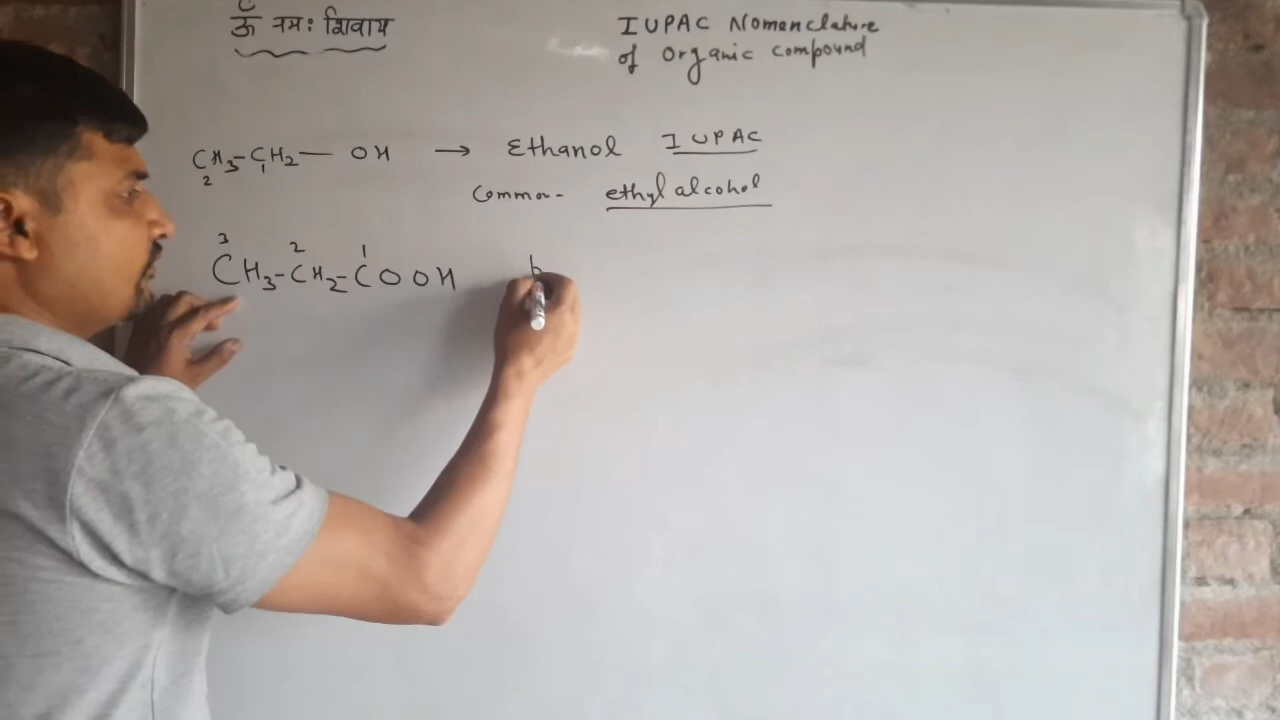 ॐ नमः शिवाय
IUPAC Nomenclature
of Organic compound
CH3-CH2— OH → Ethanol IUPAC
2 1
Common- ethyl alcohol
3 2 1
CH3-CH2-COOH